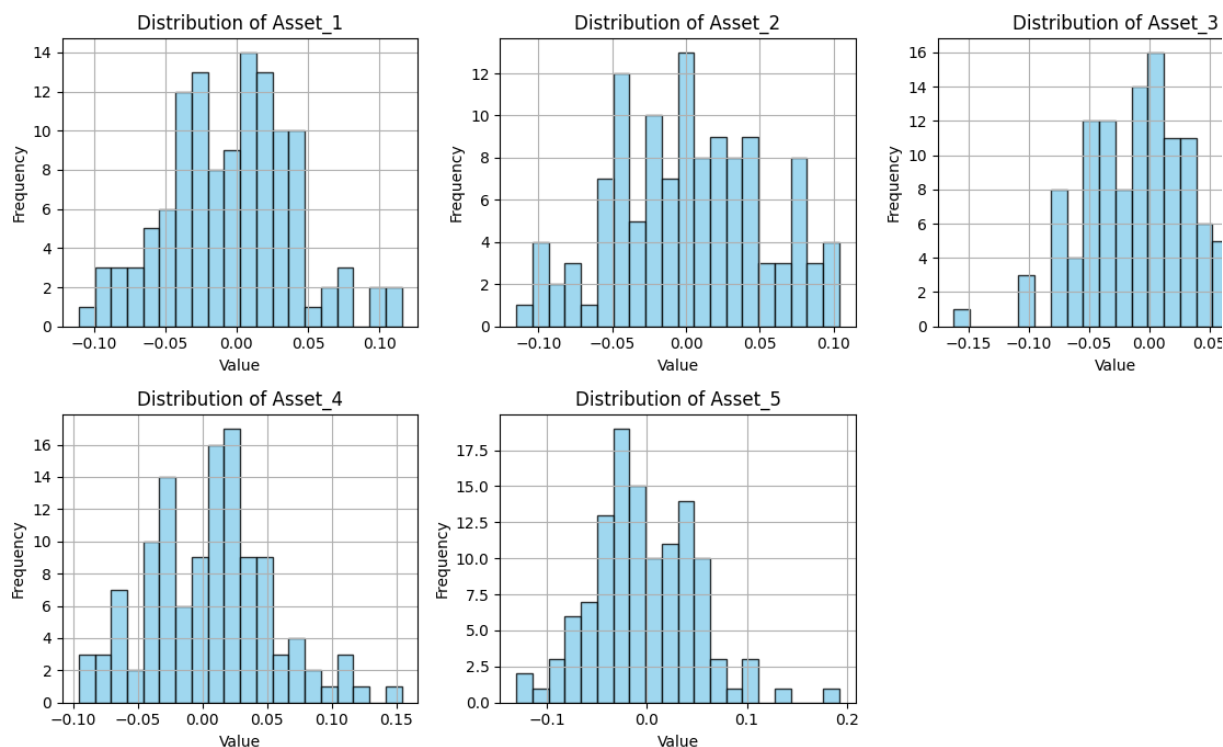 Distribution of Asset_1
14
12
10
8
6
4
2
0
Frequency
−0.10 −0.05 0.00 0.05 0.10
Value
Distribution of Asset_2
12
10
8
6
4
2
0
Frequency
−0.10 −0.05 0.00 0.05 0.10
Value
Distribution of Asset_3
16
14
12
10
8
6
4
2
0
Frequency
−0.15 −0.10 −0.05 0.00 0.05
Value
Distribution of Asset_4
16
14
12
10
8
6
4
2
0
Frequency
−0.10 −0.05 0.00 0.05 0.10 0.15
Value
Distribution of Asset_5
17.5
15.0
12.5
10.0
7.5
5.0
2.5
0.0
Frequency
−0.1 0.0 0.1 0.2
Value